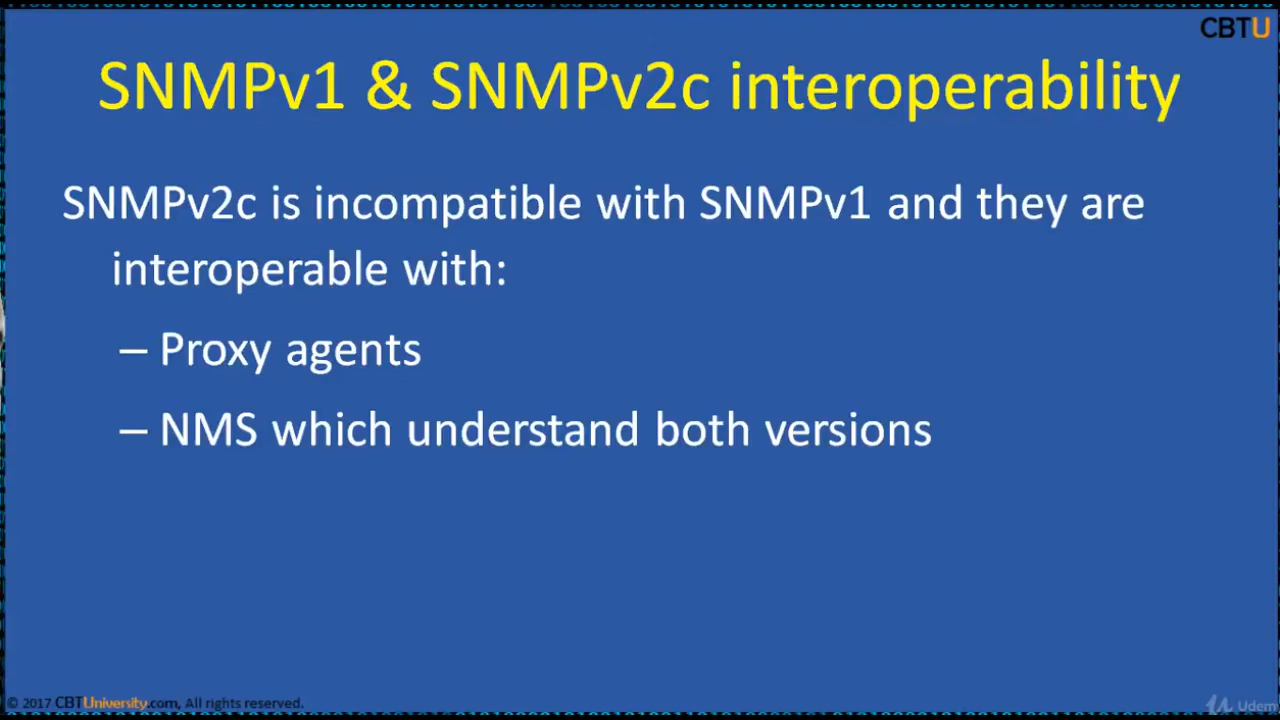 CBTU
SNMPv1 & SNMPv2c interoperability
SNMPv2c is incompatible with SNMPv1 and they are
interoperable with:
– Proxy agents
– NMS which understand both versions
© 2017 CBTUniversity.com, All rights reserved.